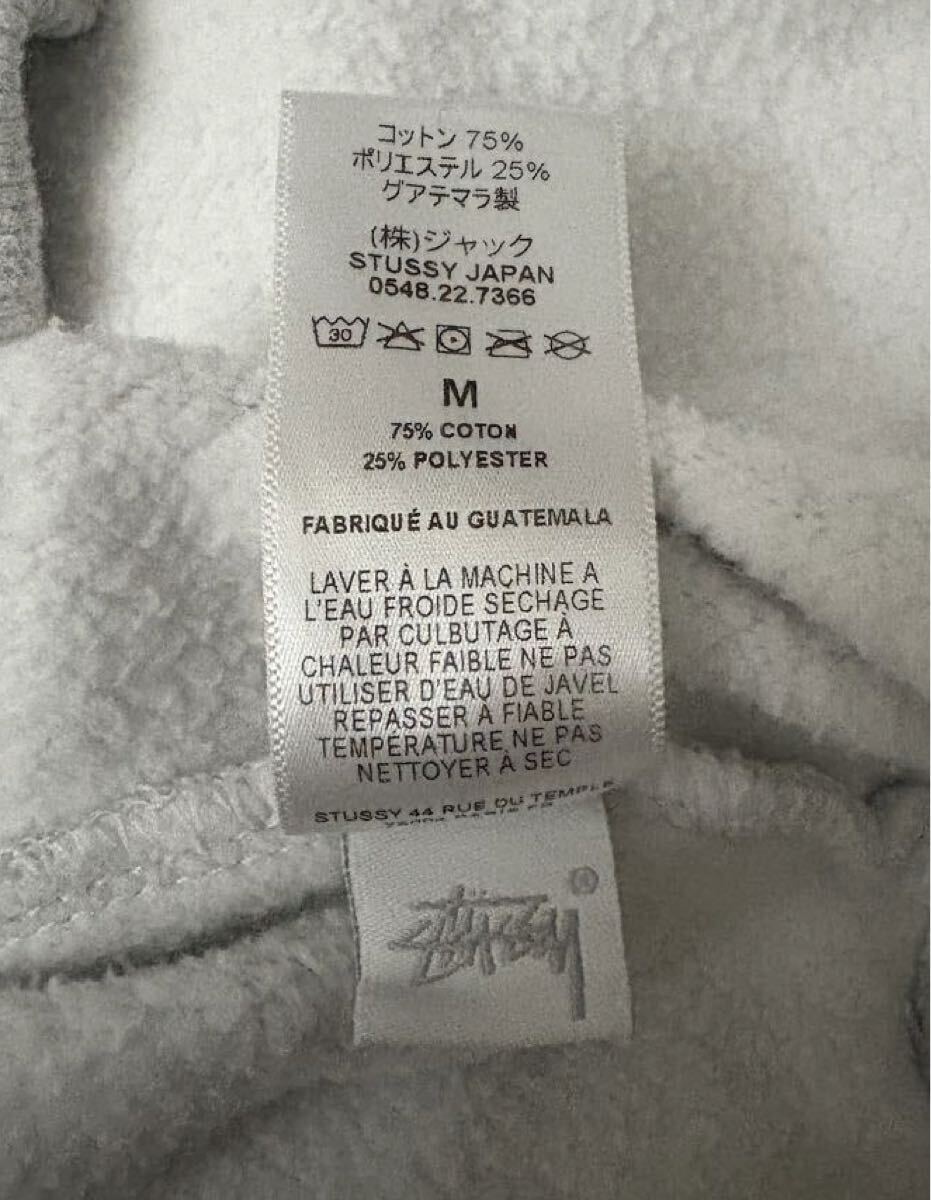 コットン 75%
ポリエステル 25%
グアテマラ製
(株)ジャック
STUSSY JAPAN
0548.22.7366
30
M
75% COTON
25% POLYESTER
FABRIQUÉ AU GUATEMALA
LAVER À LA MACHINE A
L'EAU FROIDE SECHAGE
PAR CULBUTAGE À
CHALEUR FAIBLE NE PAS
UTILISER D'EAU DE JAVEL
REPASSER A FIABLE
TEMPÉRATURE NE PAS
NETTOYER À SEC
STUSSY 44 RUE DU TEMPLE
Stüssy
®